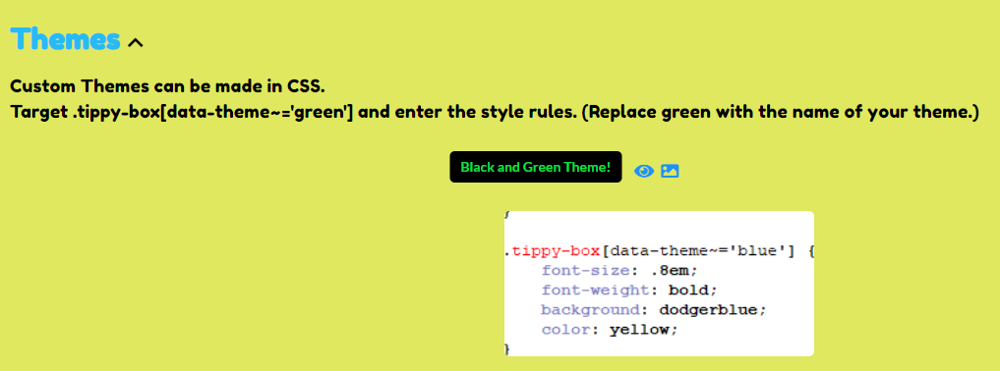 Themes
Custom Themes can be made in CSS.
Target .tippy-box[data-theme~='green'] and enter the style rules. (Replace green with the name of your theme.)
Black and Green Theme!
.tippy-box[data-theme~='blue'] {
font-size: .8em;
font-weight: bold;
background: dodgerblue;
color: yellow;
}